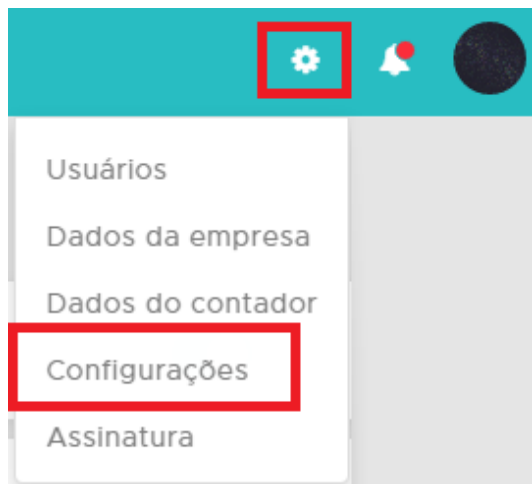 Usuários
Dados da empresa
Dados do contador
Configurações
Assinatura